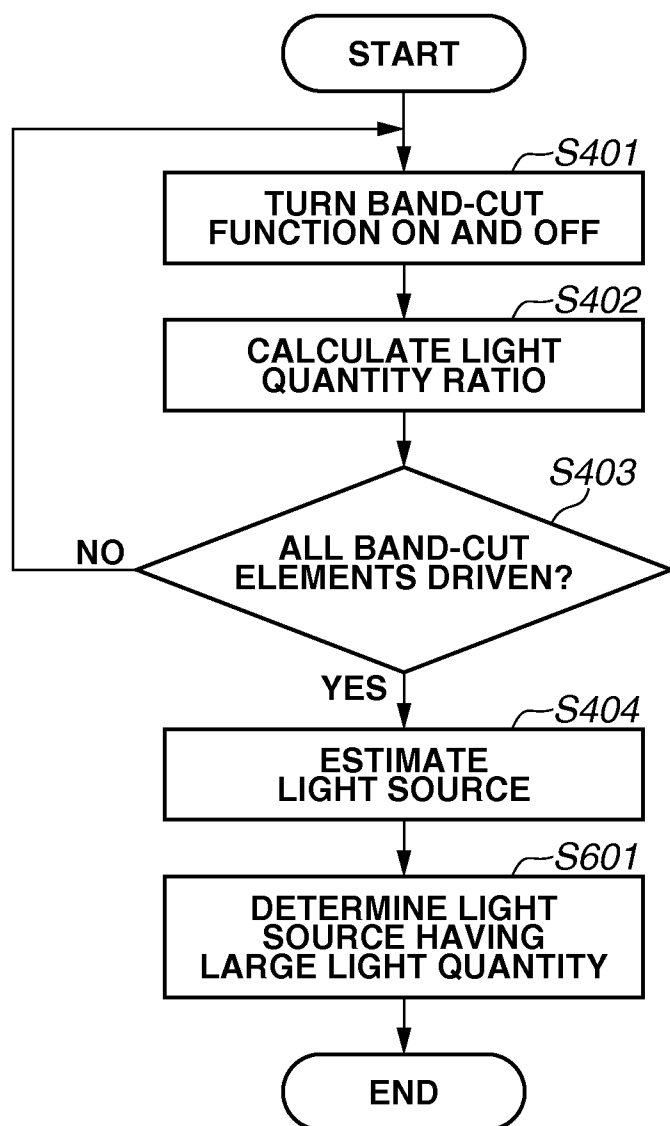 START
S401
TURN BAND-CUT
FUNCTION ON AND OFF
S402
CALCULATE LIGHT
QUANTITY RATIO
S403
ALL BAND-CUT
ELEMENTS DRIVEN?
NO
YES
S404
ESTIMATE
LIGHT SOURCE
S601
DETERMINE LIGHT
SOURCE HAVING
LARGE LIGHT QUANTITY
END